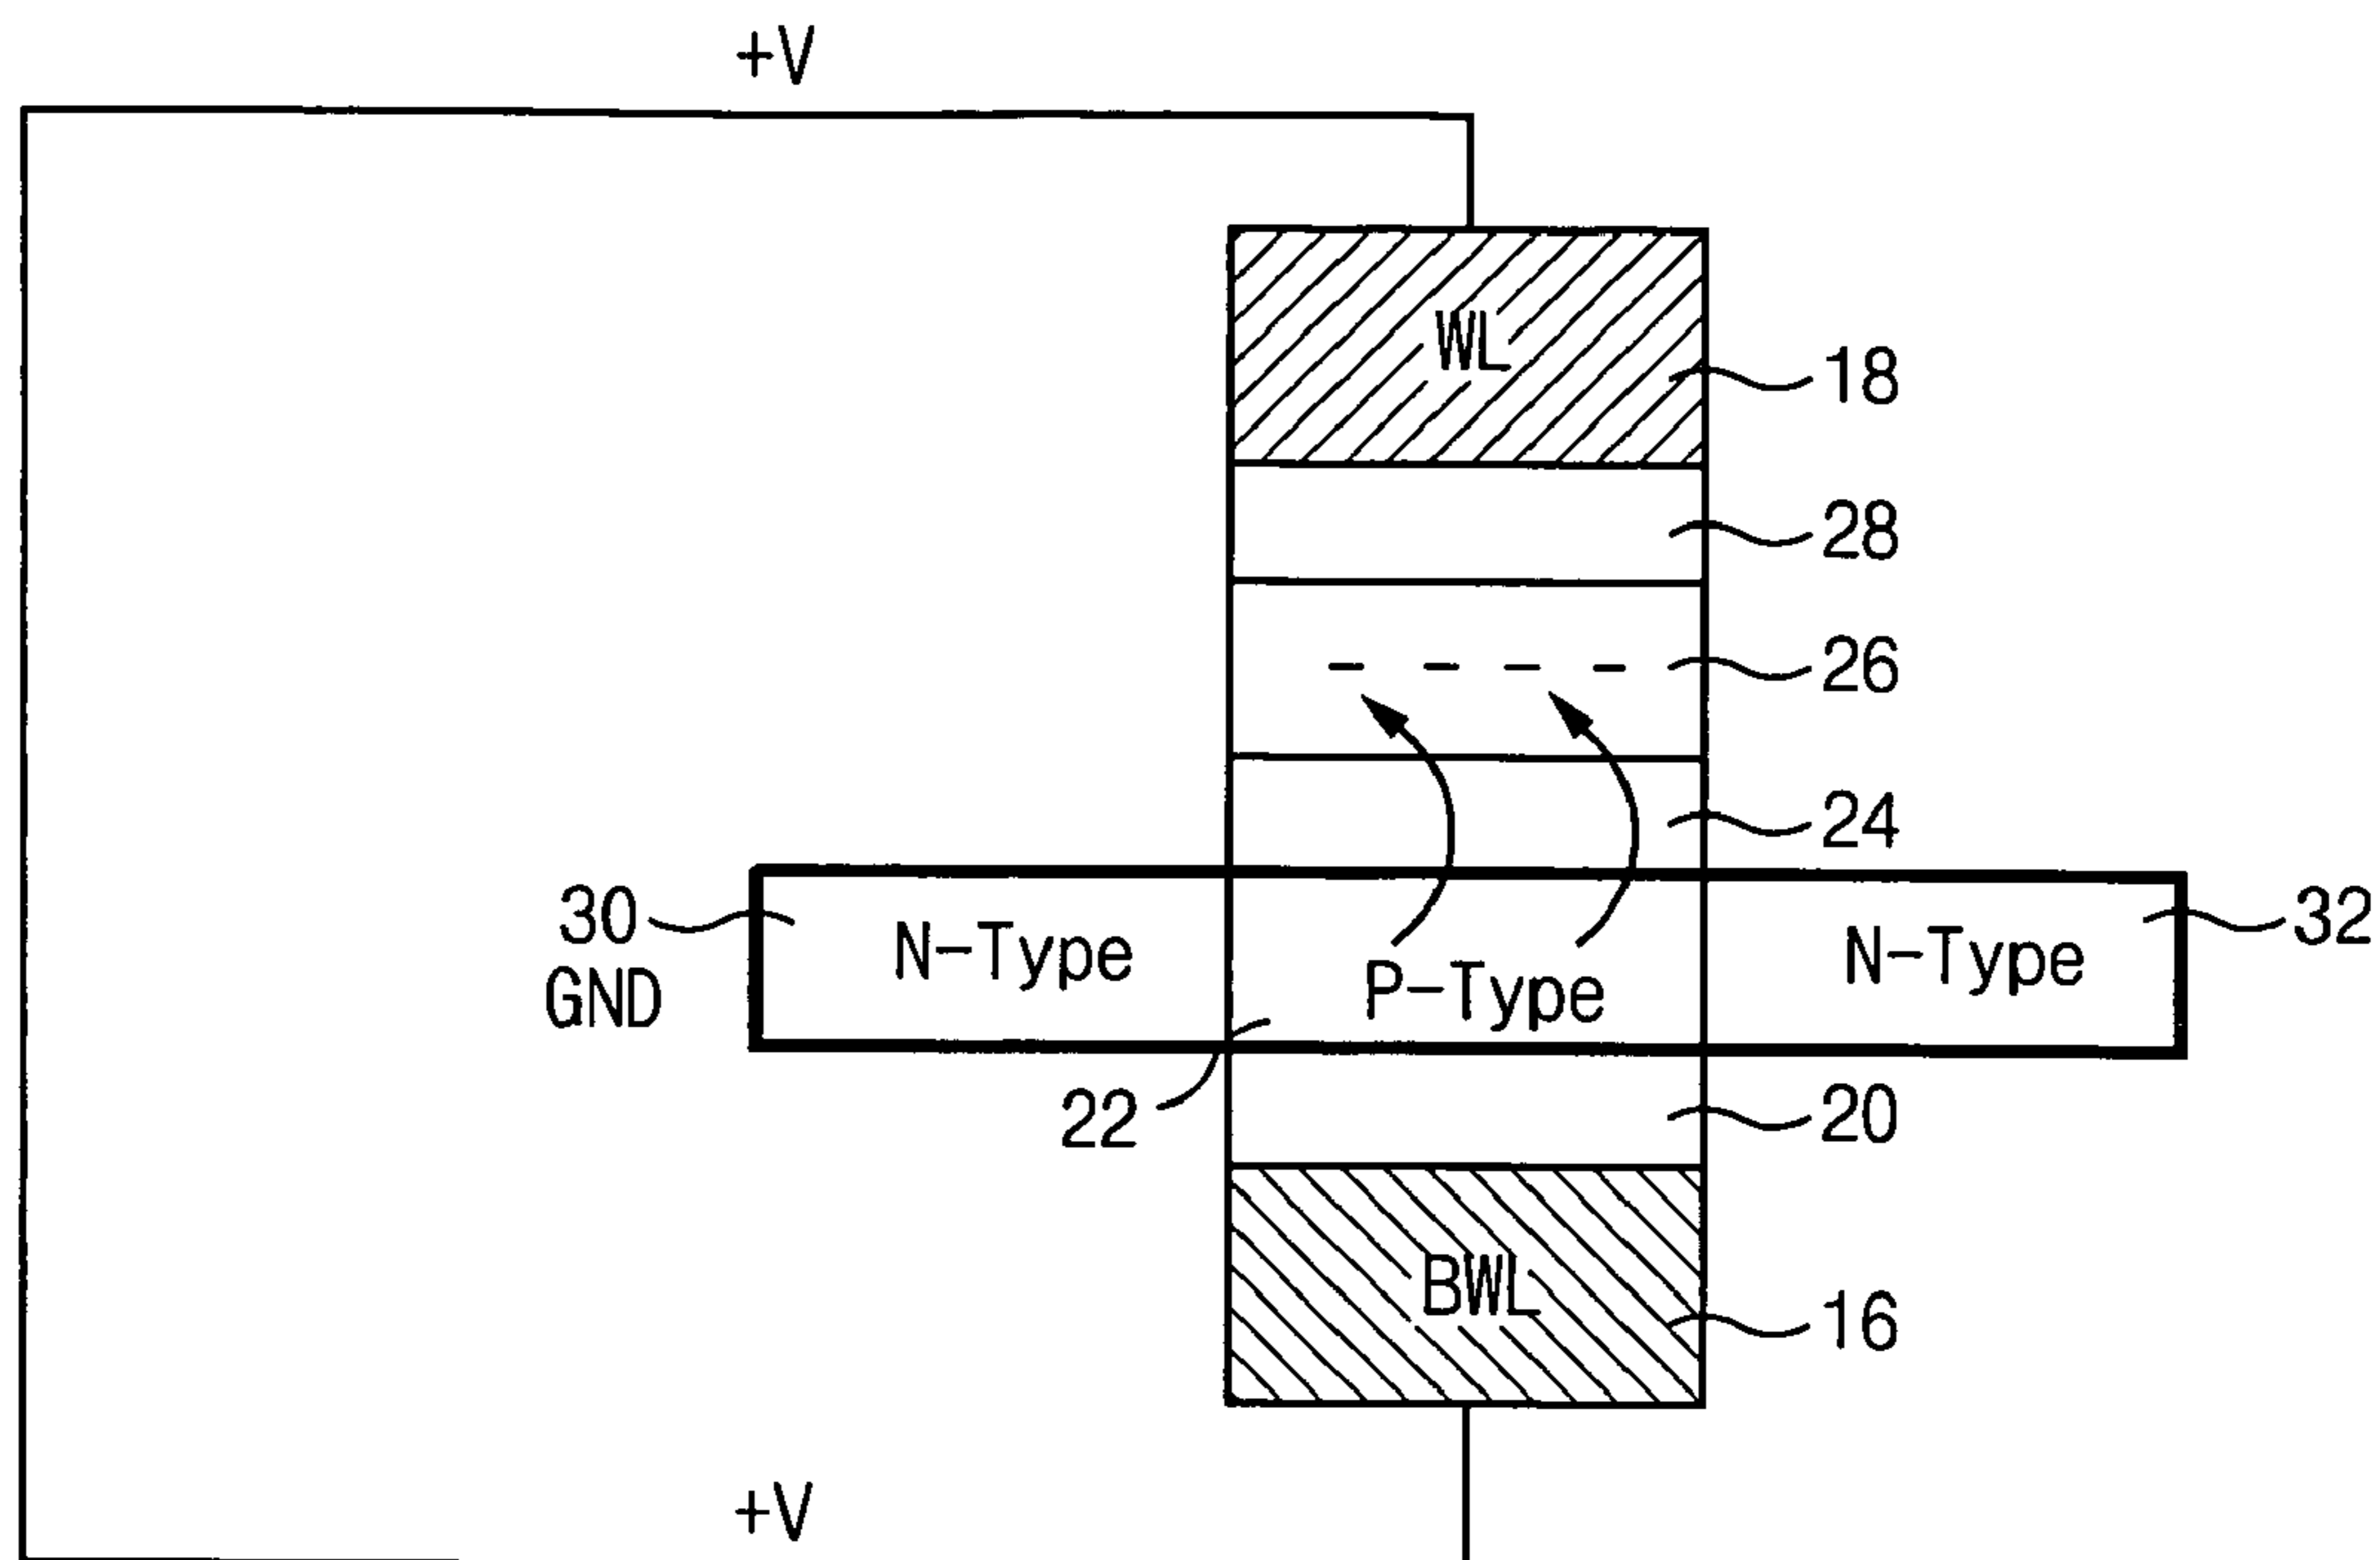 +V
WL
18
28
26
24
30
GND
N-Type
P-Type
N-Type
32
22
20
BWL
16
+V